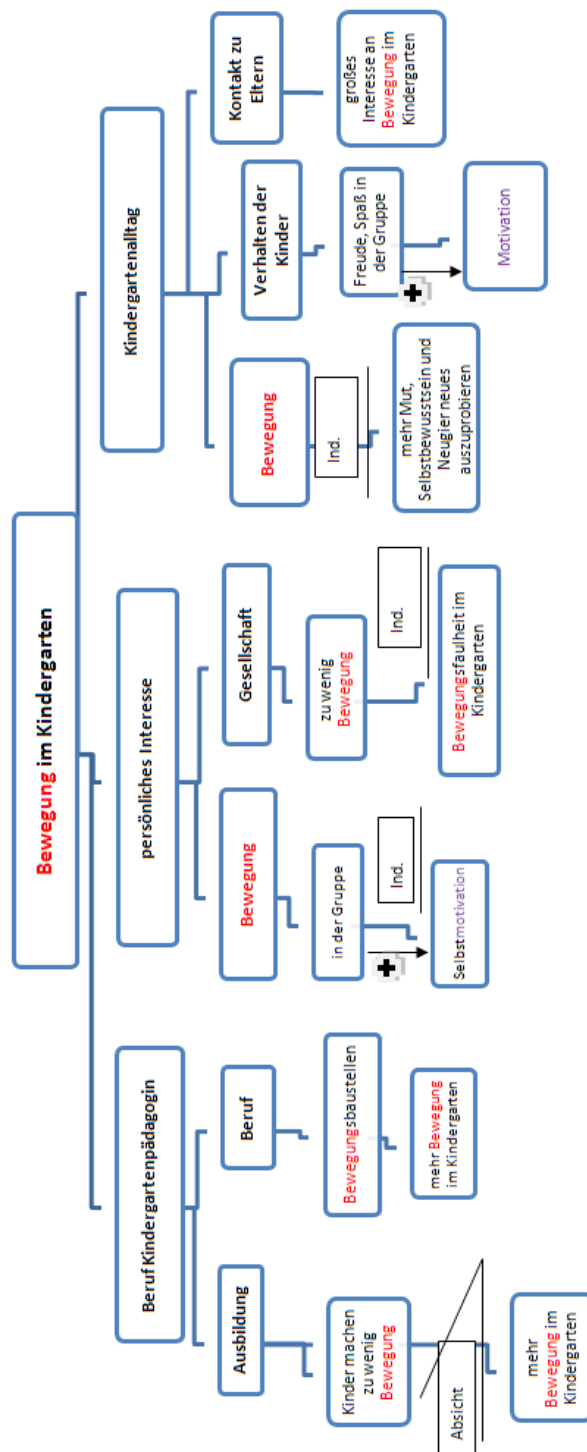 Bewegung im Kindergarten
Beruf Kindergartenpädagogin
persönliches Interesse
Kindergartenalltag
Ausbildung
Beruf
Bewegung
Gesellschaft
Bewegung
Verhalten der
Kinder
Kontakt zu
Eltern
Kinder machen
zu wenig
Bewegung
Bewegungsbaustellen
in der Gruppe
zu wenig
Bewegung
Ind.
Freude, Spaß in
der Gruppe
großes
Interesse an
Bewegung im
Kindergarten
Absicht
Ind.
Ind.
mehr
Bewegung im
Kindergarten
mehr Bewegung
im Kindergarten
Selbstmotivation
Bewegungsfaulheit im
Kindergarten
mehr Mut,
Selbstbewusstsein und
Neugier neues
auszuprobieren
Motivation